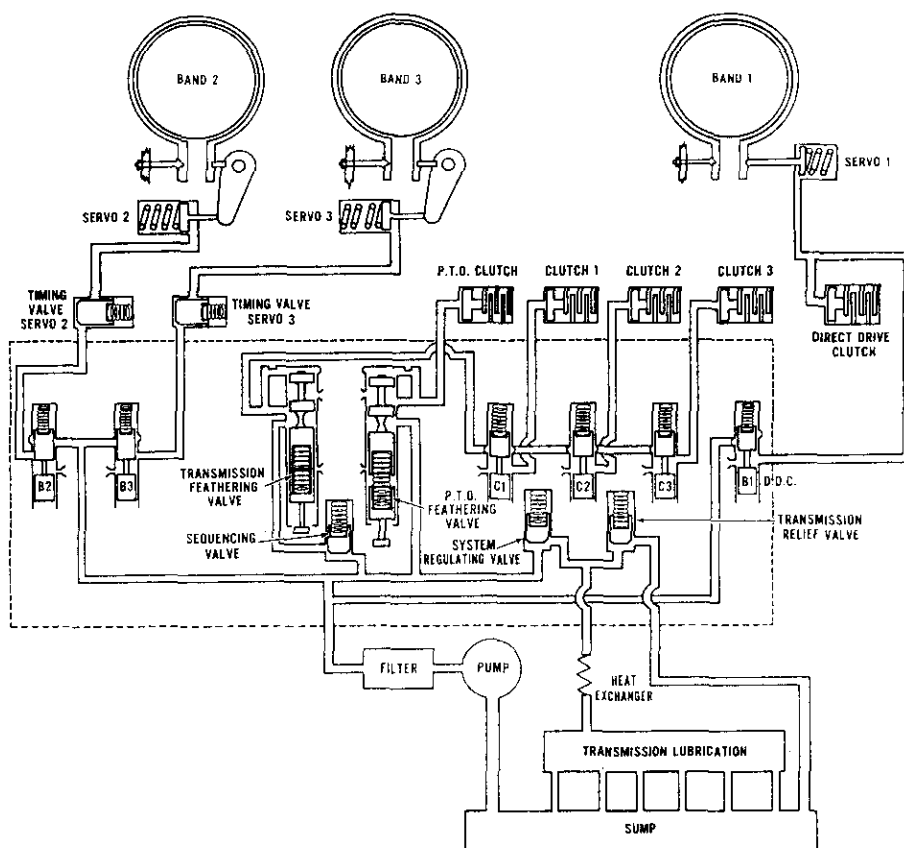 BAND 2
BAND 3
BAND 1
SERVO 1
SERVO 2
SERVO 3
P.T.O. CLUTCH
CLUTCH 1
CLUTCH 2
CLUTCH 3
TIMING
VALVE
SERVO 2
TIMING VALVE
SERVO 3
DIRECT DRIVE
CLUTCH
TRANSMISSION
FEATHERING VALVE
B2
B3
C1
C2
C3
B1
D.D.C.
P.T.O.
FEATHERING
VALVE
SEQUENCING
VALVE
SYSTEM
REGULATING VALVE
TRANSMISSION
RELIEF VALVE
FILTER
PUMP
HEAT
EXCHANGER
TRANSMISSION LUBRICATION
SUMP